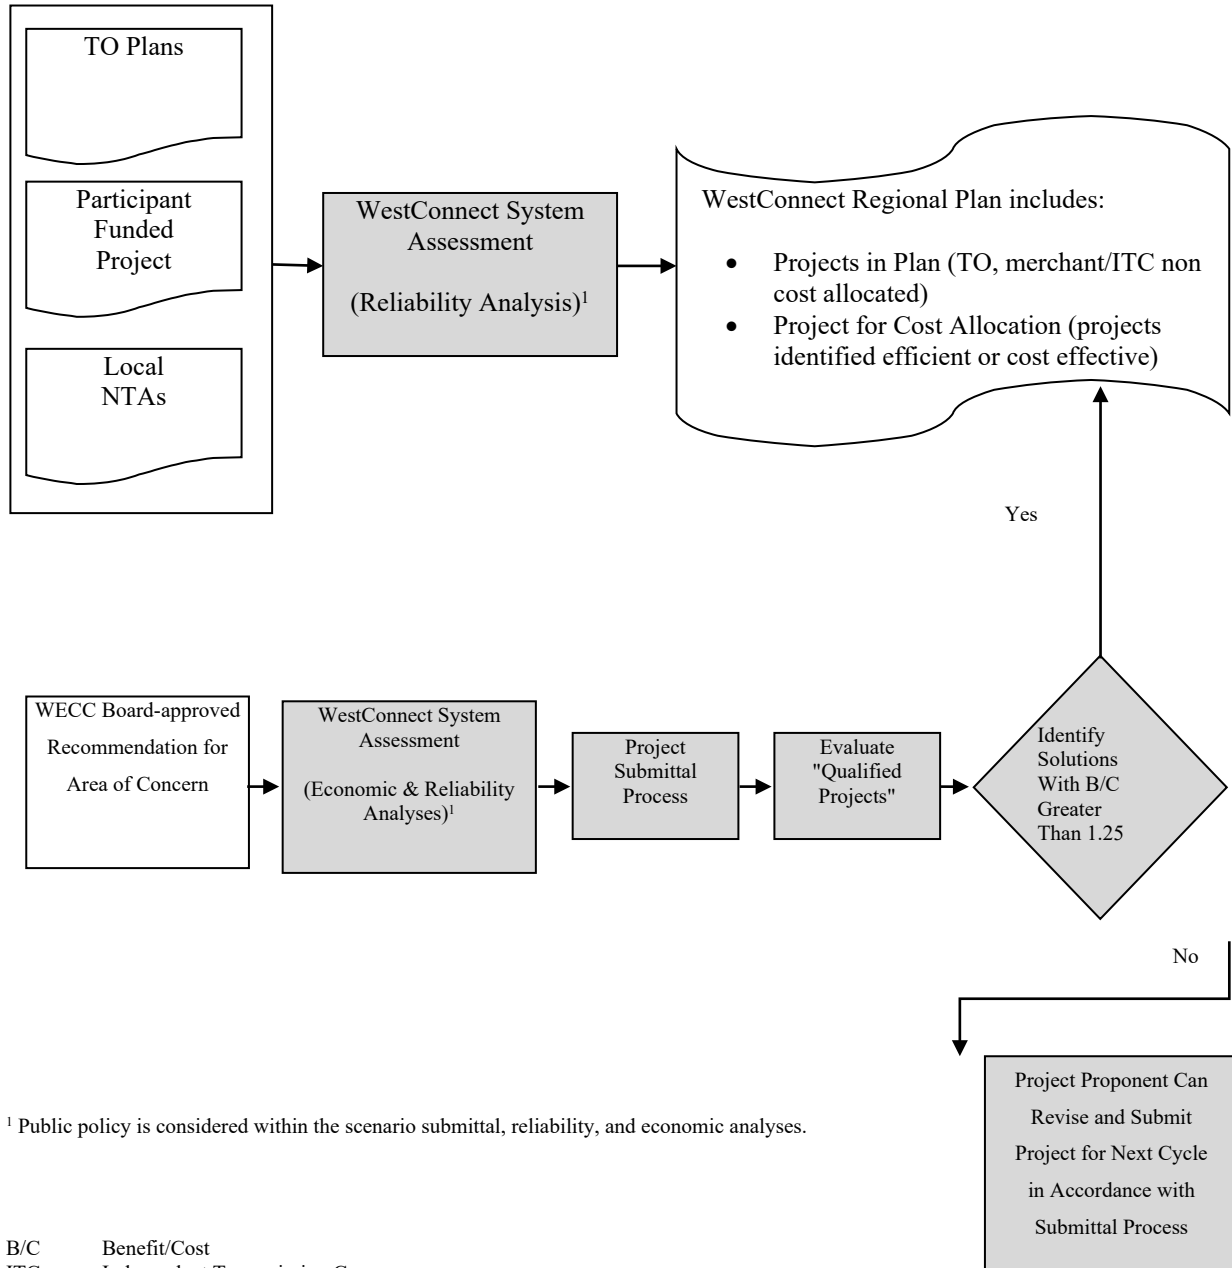 TO Plans
Participant
Funded
Project
Local
NTAs
WestConnect System
Assessment
(Reliability Analysis)1
WestConnect Regional Plan includes:
• Projects in Plan (TO, merchant/ITC non
cost allocated)
• Project for Cost Allocation (projects
identified efficient or cost effective)
Yes
WECC Board-approved
Recommendation for
Area of Concern
WestConnect System
Assessment
(Economic & Reliability
Analyses)1
Project
Submittal
Process
Evaluate
"Qualified
Projects"
Identify
Solutions
With B/C
Greater
Than 1.25
No
Project Proponent Can
Revise and Submit
Project for Next Cycle
in Accordance with
Submittal Process
1 Public policy is considered within the scenario submittal, reliability, and economic analyses.
B/C Benefit/Cost